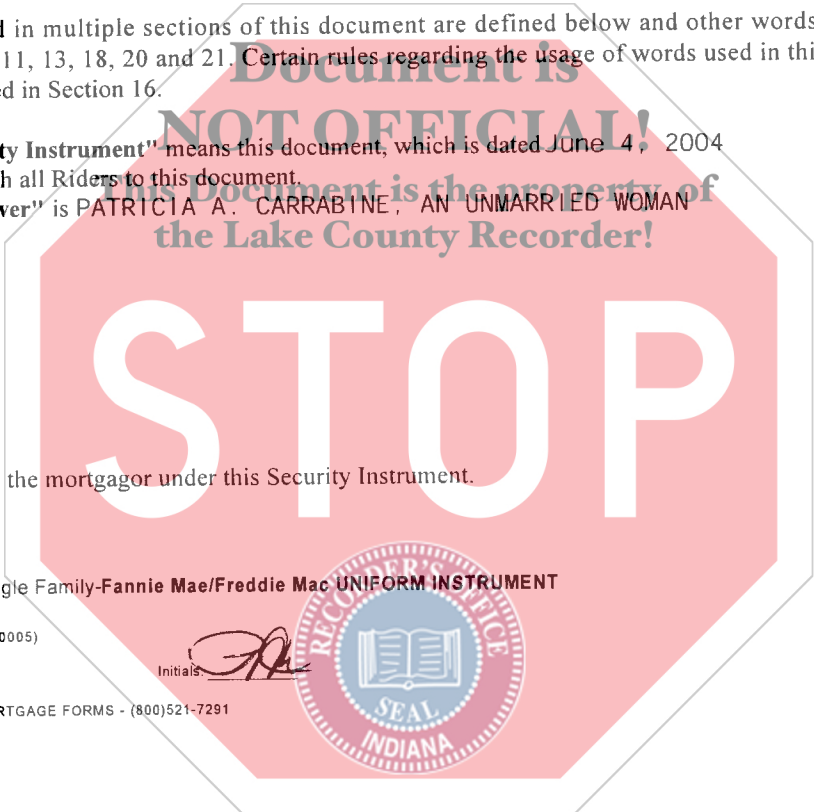 d in multiple sections of this document are defined below and other words
11, 13, 18, 20 and 21. Certain rules regarding the usage of words used in thi
ed in Section 16.
Document is
NOT OFFICIAL!
This Document is the property of
the Lake County Recorder!
ty Instrument" means this document, which is dated June 4, 2004
h all Riders to this document.
ver" is PATRICIA A. CARRABINE, AN UNMARRIED WOMAN
STOP
the mortgagor under this Security Instrument.
gle Family-Fannie Mae/Freddie Mac UNIFORM INSTRUMENT
0005)
Initials:
RTGAGE FORMS - (800)521-7291
RECORDER'S OFFICE
SEAL
INDIANA